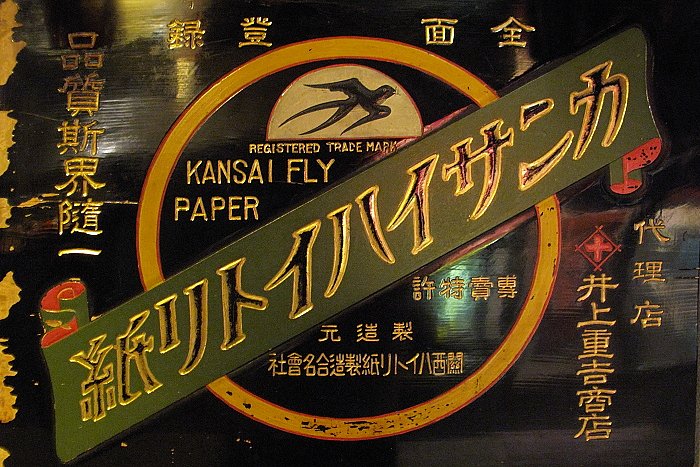 全面登録
品質斯界隨一
REGISTERED TRADE MARK
KANSAI FLY
PAPER
カンサイハイトリ紙
專賣特許
製造元
關西ハイトリ紙製造合名會社
代理店
井上重吉商店